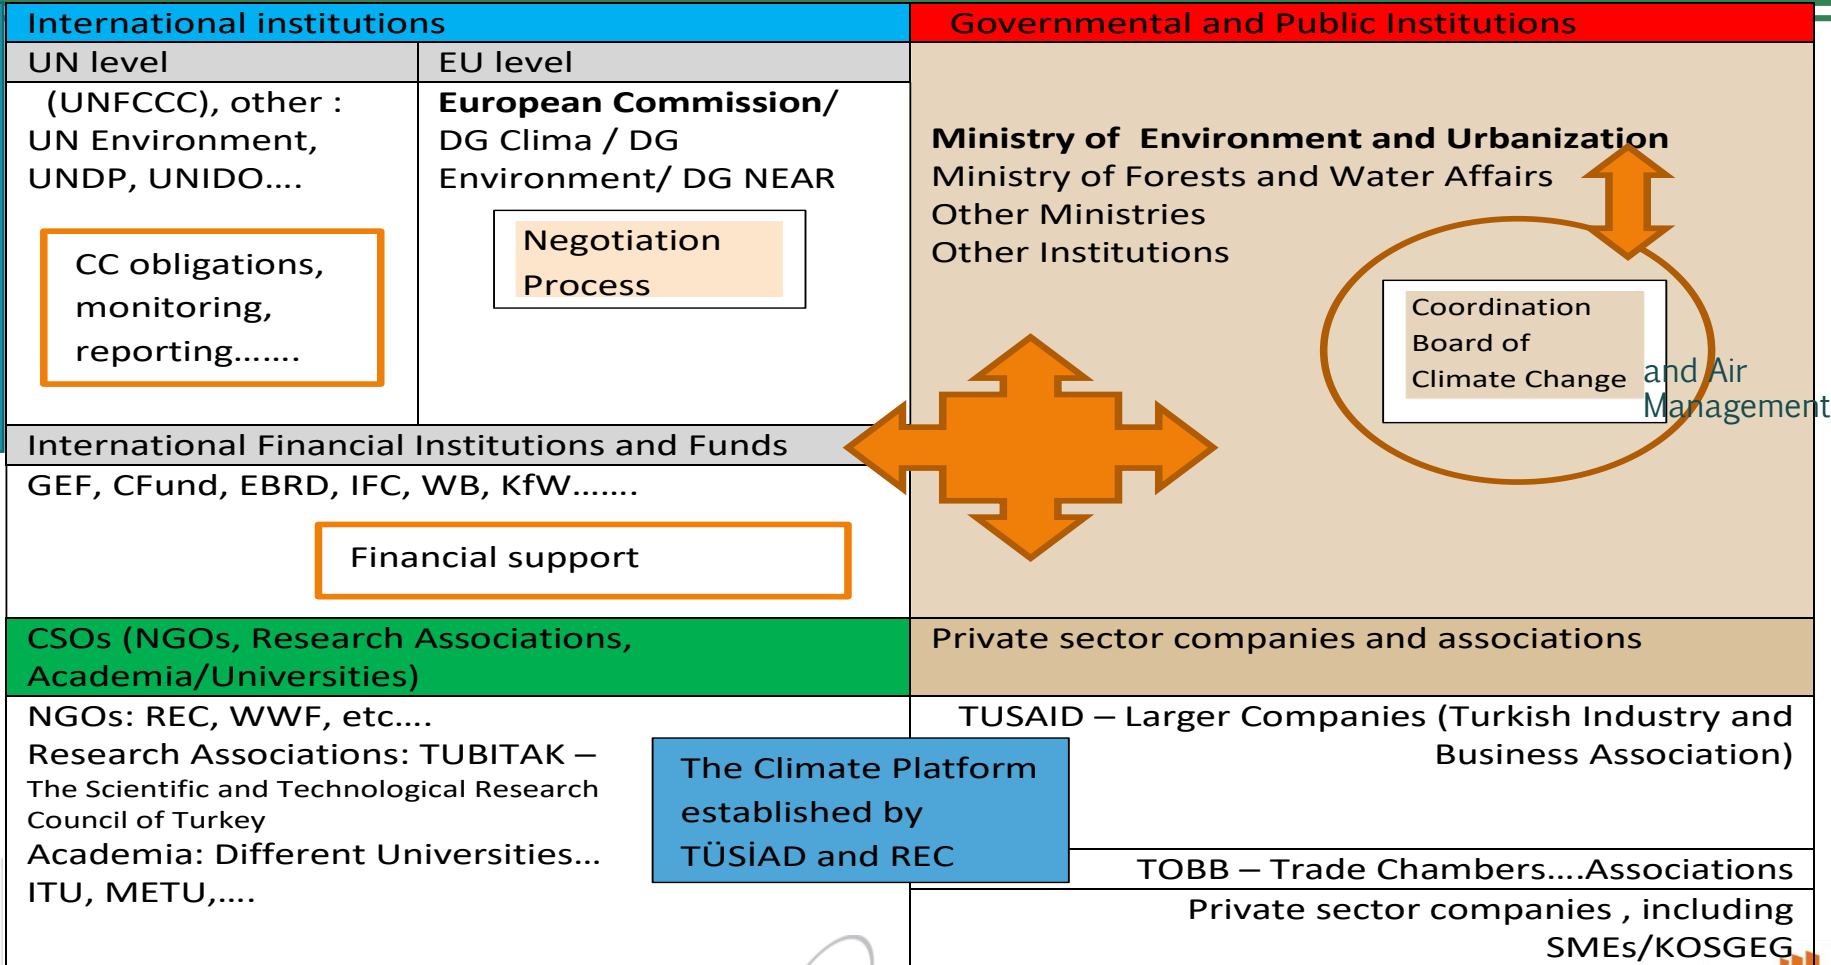 International institutions
Governmental and Public Institutions
UN level
EU level
(UNFCCC), other :
UN Environment,
UNDP, UNIDO....
CC obligations,
monitoring,
reporting.......
European Commission/
DG Clima / DG
Environment/ DG NEAR
Negotiation
Process
Ministry of Environment and Urbanization
Ministry of Forests and Water Affairs
Other Ministries
Other Institutions
Coordination
Board of
Climate Change
and Air
Management
International Financial Institutions and Funds
GEF, CFund, EBRD, IFC, WB, KfW.......
Financial support
CSOs (NGOs, Research Associations,
Academia/Universities)
Private sector companies and associations
NGOs: REC, WWF, etc....
Research Associations: TUBITAK –
The Scientific and Technological Research
Council of Turkey
Academia: Different Universities...
ITU, METU,....
The Climate Platform
established by
TÜSİAD and REC
TUSAID – Larger Companies (Turkish Industry and
Business Association)
TOBB – Trade Chambers....Associations
Private sector companies , including
SMEs/KOSGEG